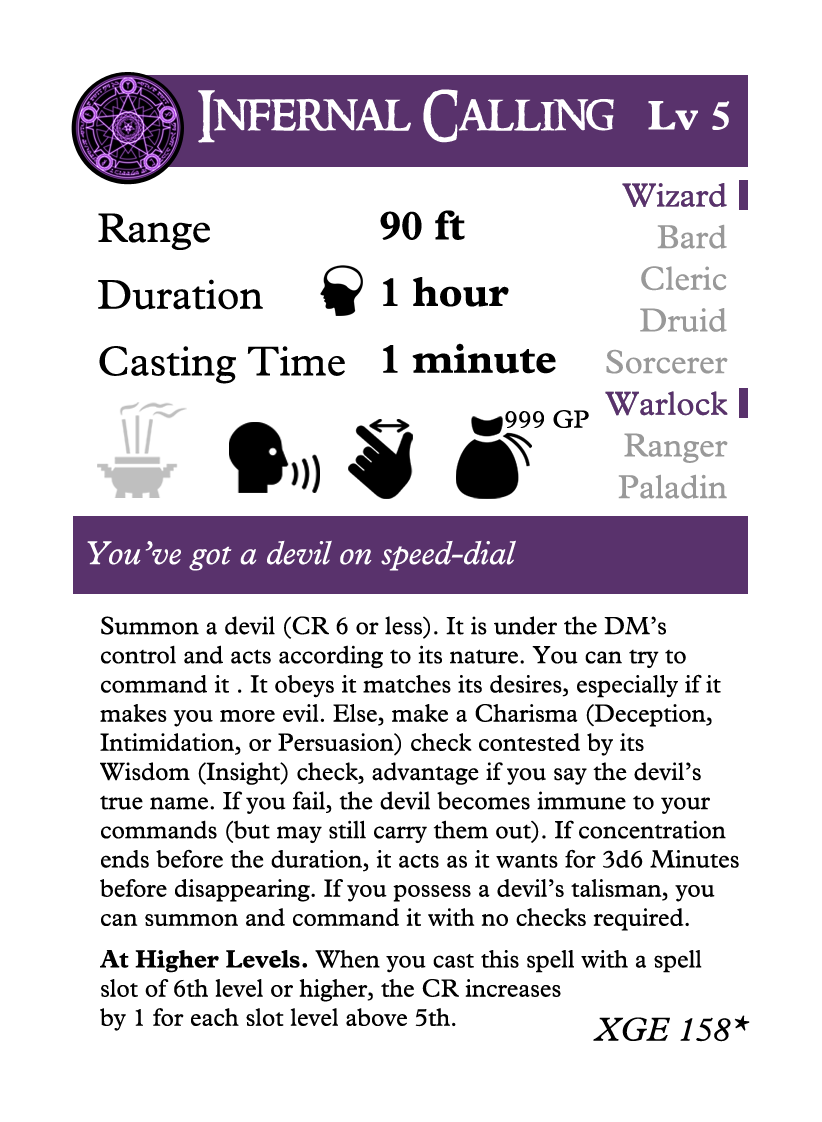 INFERNAL CALLING Lv 5
Range 90 ft
Duration 1 hour
Casting Time 1 minute
999 GP
Wizard
Bard
Cleric
Druid
Sorcerer
Warlock
Ranger
Paladin
You've got a devil on speed-dial
Summon a devil (CR 6 or less). It is under the DM's
control and acts according to its nature. You can try to
command it . It obeys it matches its desires, especially if it
makes you more evil. Else, make a Charisma (Deception,
Intimidation, or Persuasion) check contested by its
Wisdom (Insight) check, advantage if you say the devil's
true name. If you fail, the devil becomes immune to your
commands (but may still carry them out). If concentration
ends before the duration, it acts as it wants for 3d6 Minutes
before disappearing. If you possess a devil's talisman, you
can summon and command it with no checks required.
At Higher Levels. When you cast this spell with a spell
slot of 6th level or higher, the CR increases
by 1 for each slot level above 5th.
XGE 158*